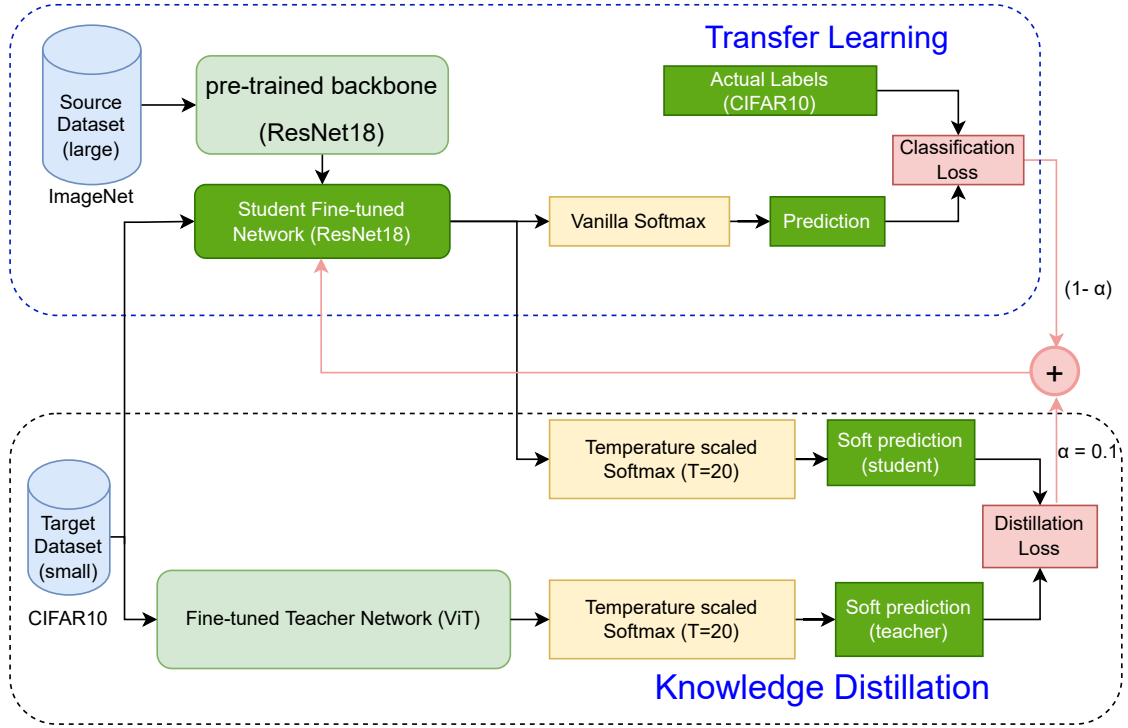 Transfer Learning
Source
Dataset
(large)
ImageNet
pre-trained backbone
(ResNet18)
Actual Labels
(CIFAR10)
Classification
Loss
Student Fine-tuned
Network (ResNet18)
Vanilla Softmax
Prediction
(1- α)
+
Temperature scaled
Softmax (T=20)
Soft prediction
(student)
α = 0.1
Target
Dataset
(small)
CIFAR10
Distillation
Loss
Fine-tuned Teacher Network (ViT)
Temperature scaled
Softmax (T=20)
Soft prediction
(teacher)
Knowledge Distillation